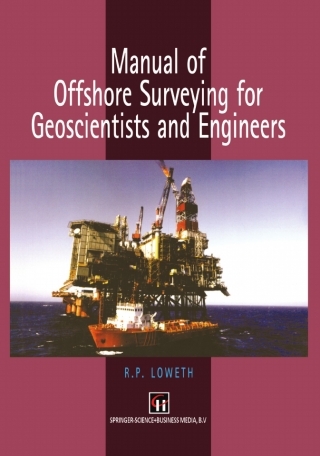 Manual of
Offshore Surveying for
Geoscientists and Engineers
R.P. LOWETH
SPRINGER-SCIENCE+BUSINESS MEDIA, B.V